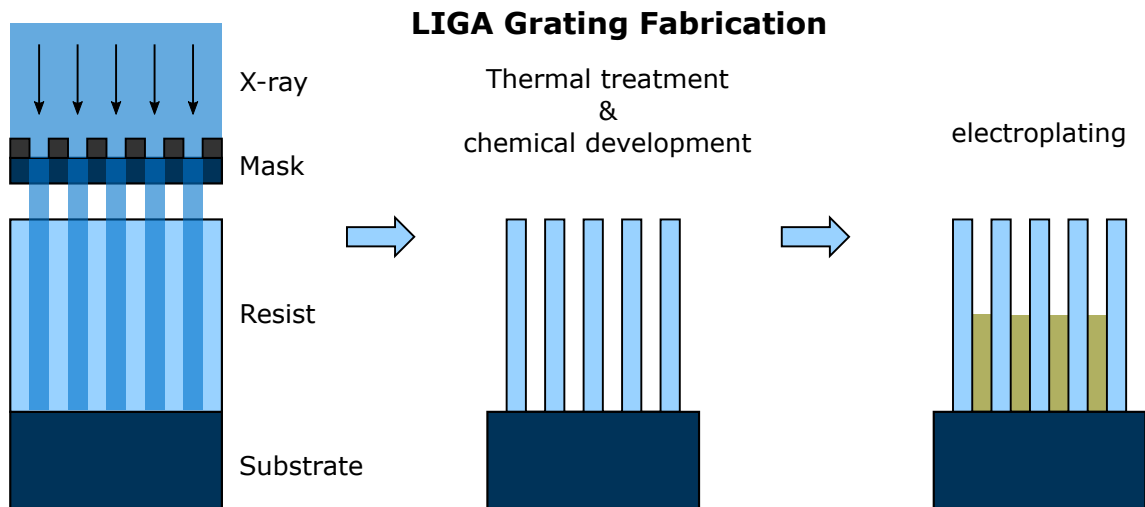 LIGA Grating Fabrication
X-ray
Mask
Resist
Substrate
Thermal treatment
&
chemical development
electroplating